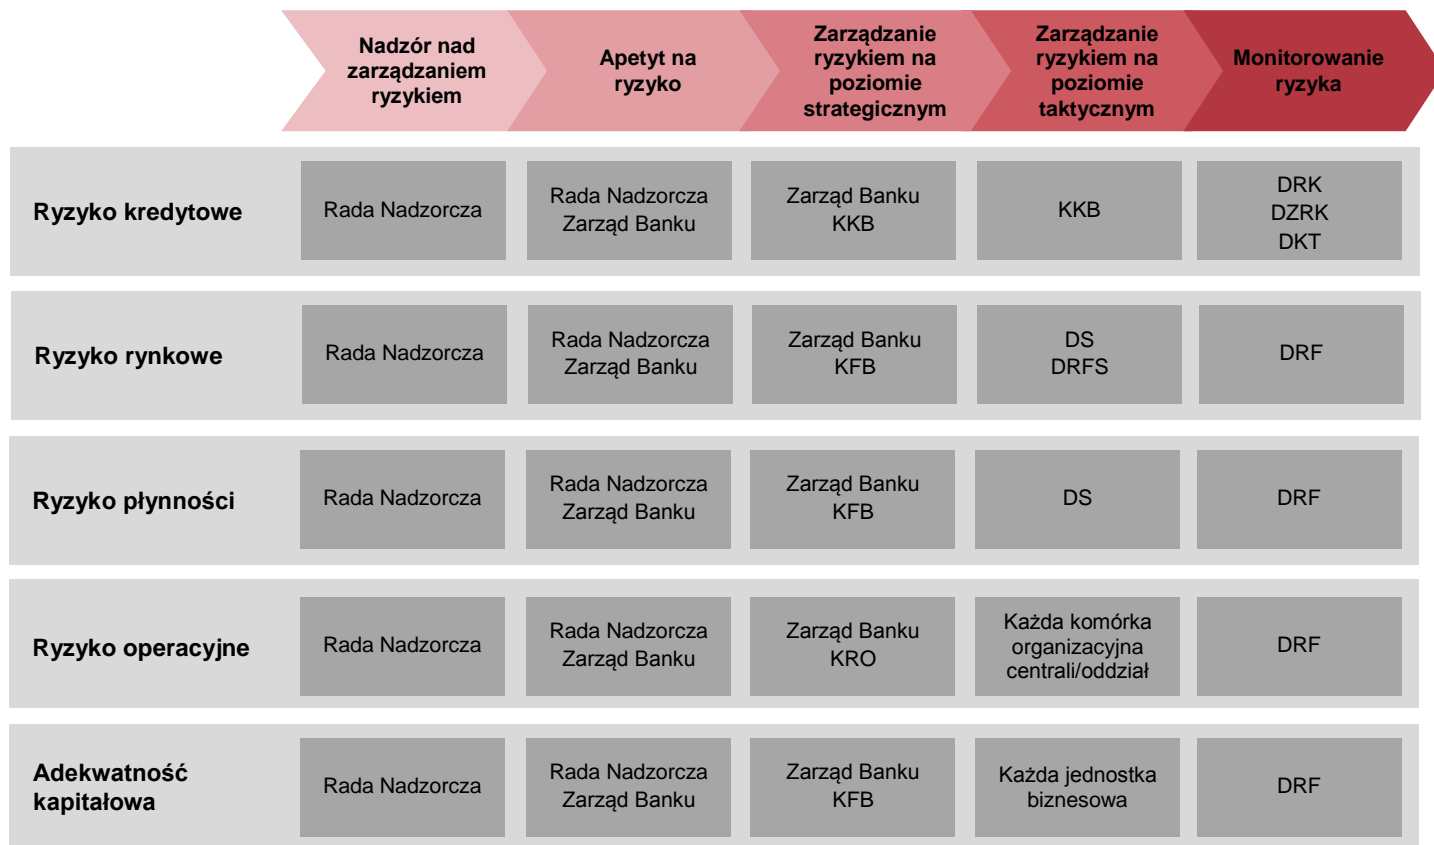 Nadzór nad
zarządzaniem
ryzykiem
Apetyt na
ryzyko
Zarządzanie
ryzykiem na
poziomie
strategicznym
Zarządzanie
ryzykiem na
poziomie
taktycznym
Monitorowanie
ryzyka
Ryzyko kredytowe
Rada Nadzorcza
Rada Nadzorcza
Zarząd Banku
Zarząd Banku
KKB
KKB
DRK
DZRK
DKT
Ryzyko rynkowe
Rada Nadzorcza
Rada Nadzorcza
Zarząd Banku
Zarząd Banku
KFB
DS
DRFS
DRF
Ryzyko płynności
Rada Nadzorcza
Rada Nadzorcza
Zarząd Banku
Zarząd Banku
KFB
DS
DRF
Ryzyko operacyjne
Rada Nadzorcza
Rada Nadzorcza
Zarząd Banku
Zarząd Banku
KRO
Każda komórka
organizacyjna
centrali/oddział
DRF
Adekwatność
kapitałowa
Rada Nadzorcza
Rada Nadzorcza
Zarząd Banku
Zarząd Banku
KFB
Każda jednostka
biznesowa
DRF